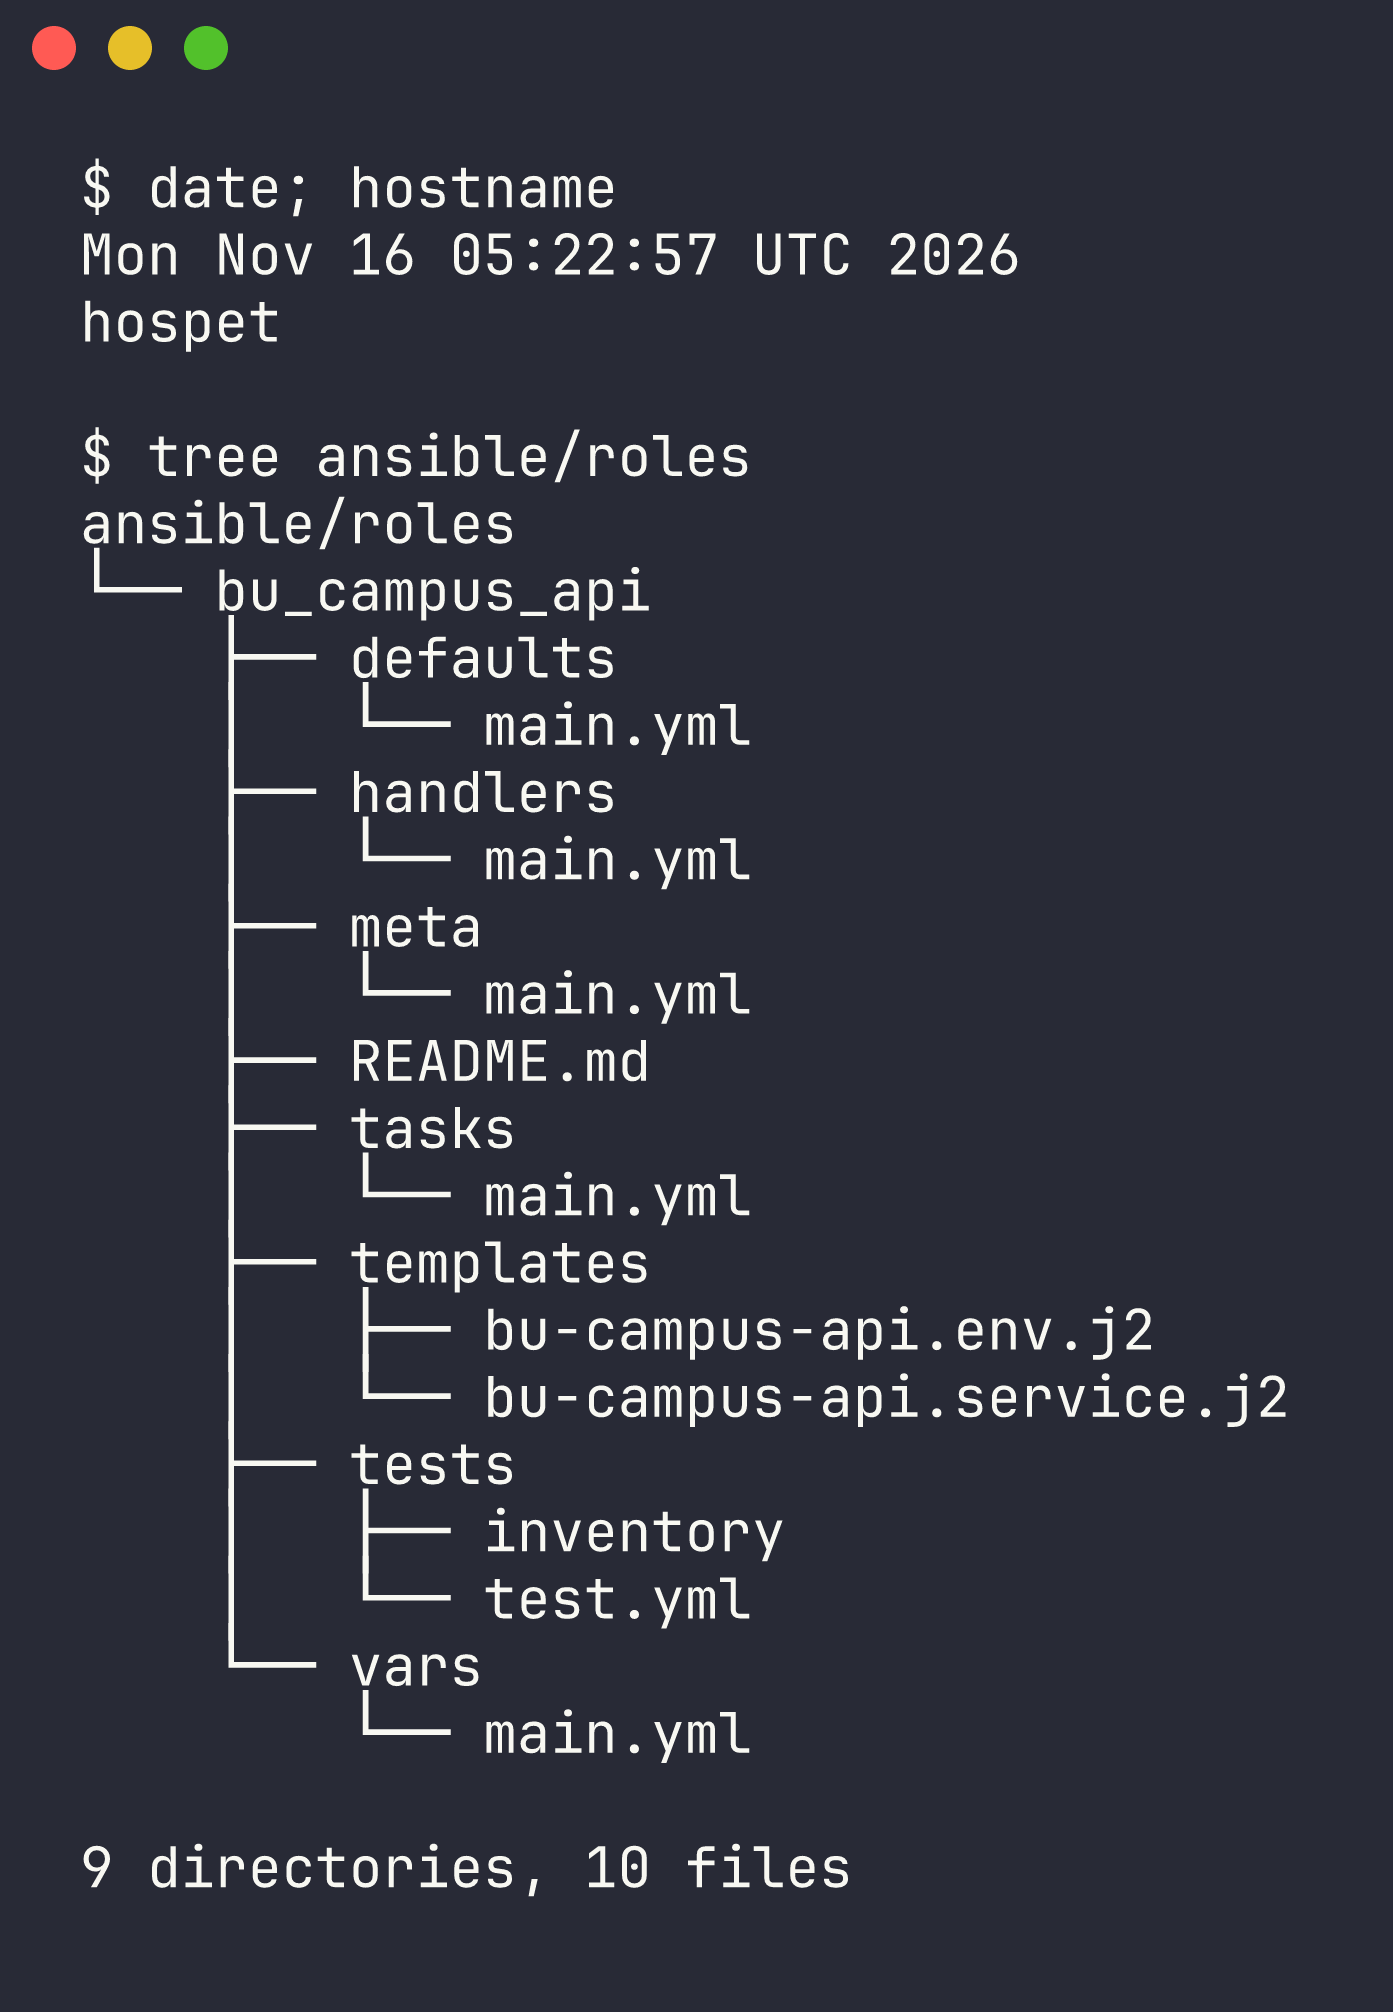 $ date; hostname
Mon Nov 16 05:22:57 UTC 2026
hospet

$ tree ansible/roles
ansible/roles
└── bu_campus_api
    ├── defaults
    │   └── main.yml
    ├── handlers
    │   └── main.yml
    ├── meta
    │   └── main.yml
    ├── README.md
    ├── tasks
    │   └── main.yml
    ├── templates
    │   ├── bu-campus-api.env.j2
    │   └── bu-campus-api.service.j2
    ├── tests
    │   ├── inventory
    │   └── test.yml
    └── vars
        └── main.yml

9 directories, 10 files